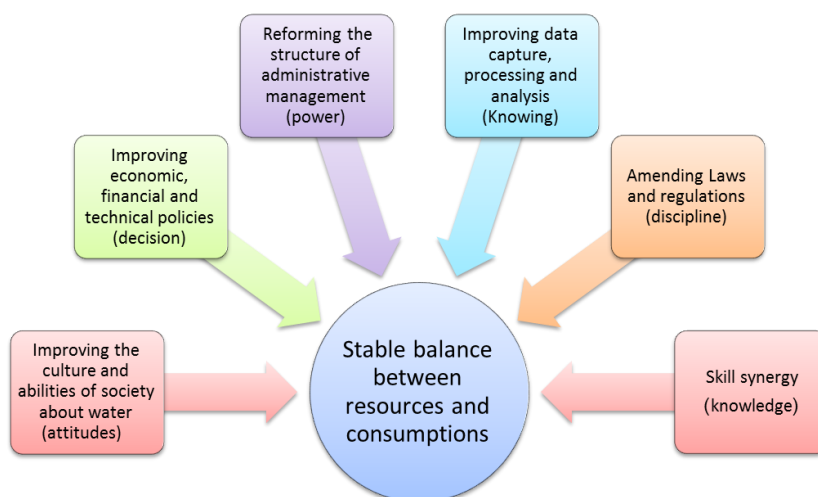 Reforming the
structure of
administrative
management
(power)
Improving data
capture,
processing and
analysis
(Knowing)
Improving
economic,
financial and
technical policies
(decision)
Amending Laws
and regulations
(discipline)
Improving the
culture and
abilities of society
about water
(attitudes)
Stable balance
between
resources and
consumptions
Skill synergy
(knowledge)